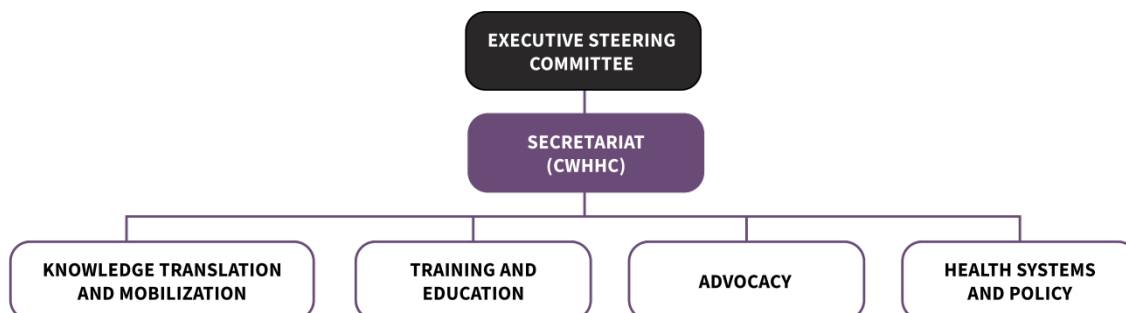 EXECUTIVE STEERING
COMMITTEE
SECRETARIAT
(CWHHC)
KNOWLEDGE TRANSLATION
AND MOBILIZATION
TRAINING AND
EDUCATION
ADVOCACY
HEALTH SYSTEMS
AND POLICY